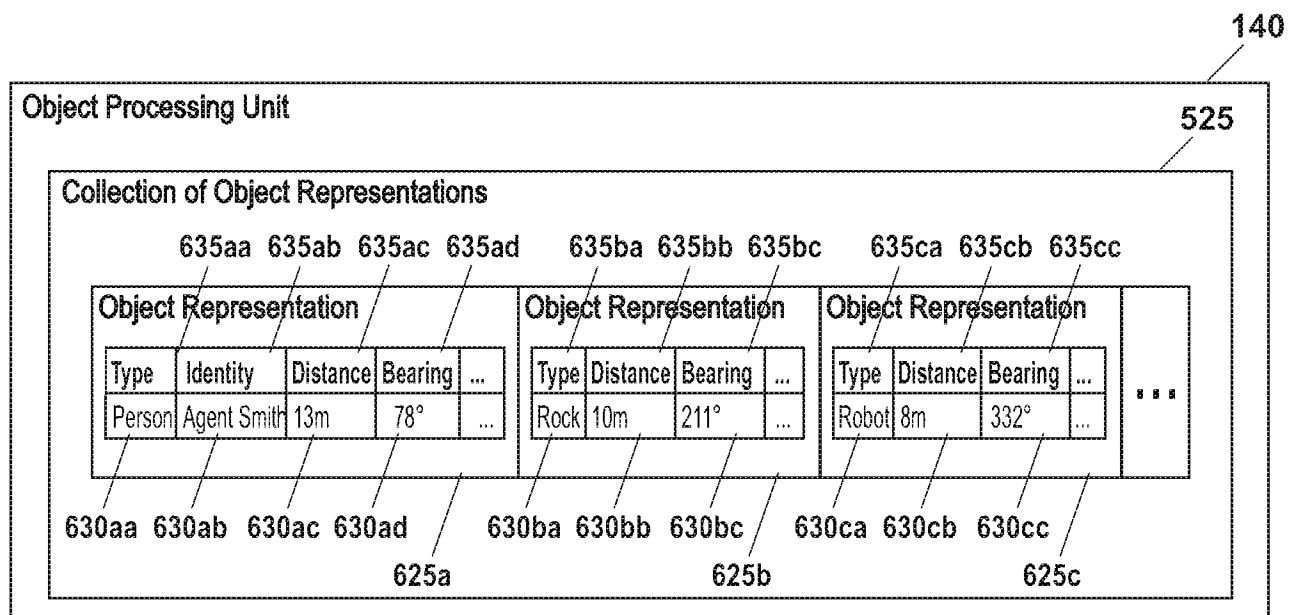 140
Object Processing Unit
525
Collection of Object Representations
635aa 635ab 635ac 635ad 635ba 635bb 635bc 635ca 635cb 635cc
Object Representation Object Representation Object Representation
Type Identity Distance Bearing ... Type Distance Bearing ... Type Distance Bearing ...
Person Agent Smith 13m 78° ... Rock 10m 211° ... Robot 8m 332° ...
...
630aa 630ab 630ac 630ad 630ba 630bb 630bc 630ca 630cb 630cc
625a 625b 625c